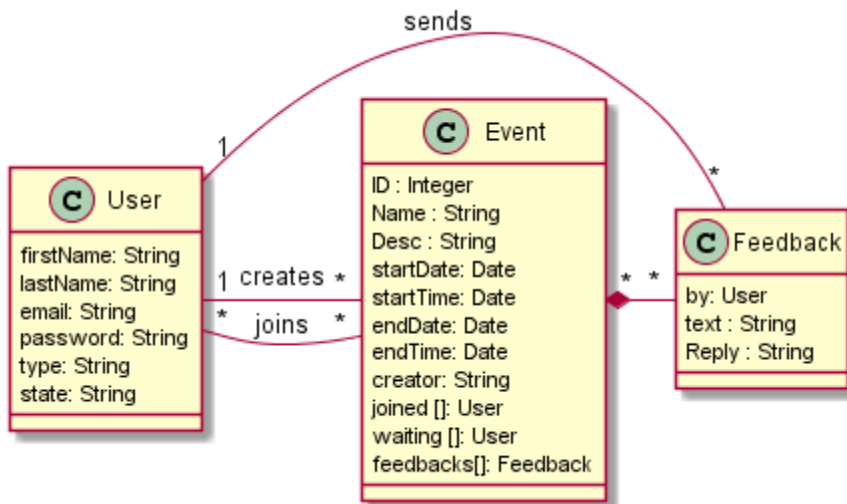 sends
1
*
C User
firstName: String
lastName: String
email: String
password: String
type: String
state: String
1 creates *
* joins *
C Event
ID : Integer
Name : String
Desc : String
startDate: Date
startTime: Date
endDate: Date
endTime: Date
creator: String
joined []: User
waiting []: User
feedbacks[]: Feedback
* *
C Feedback
by: User
text : String
Reply : String